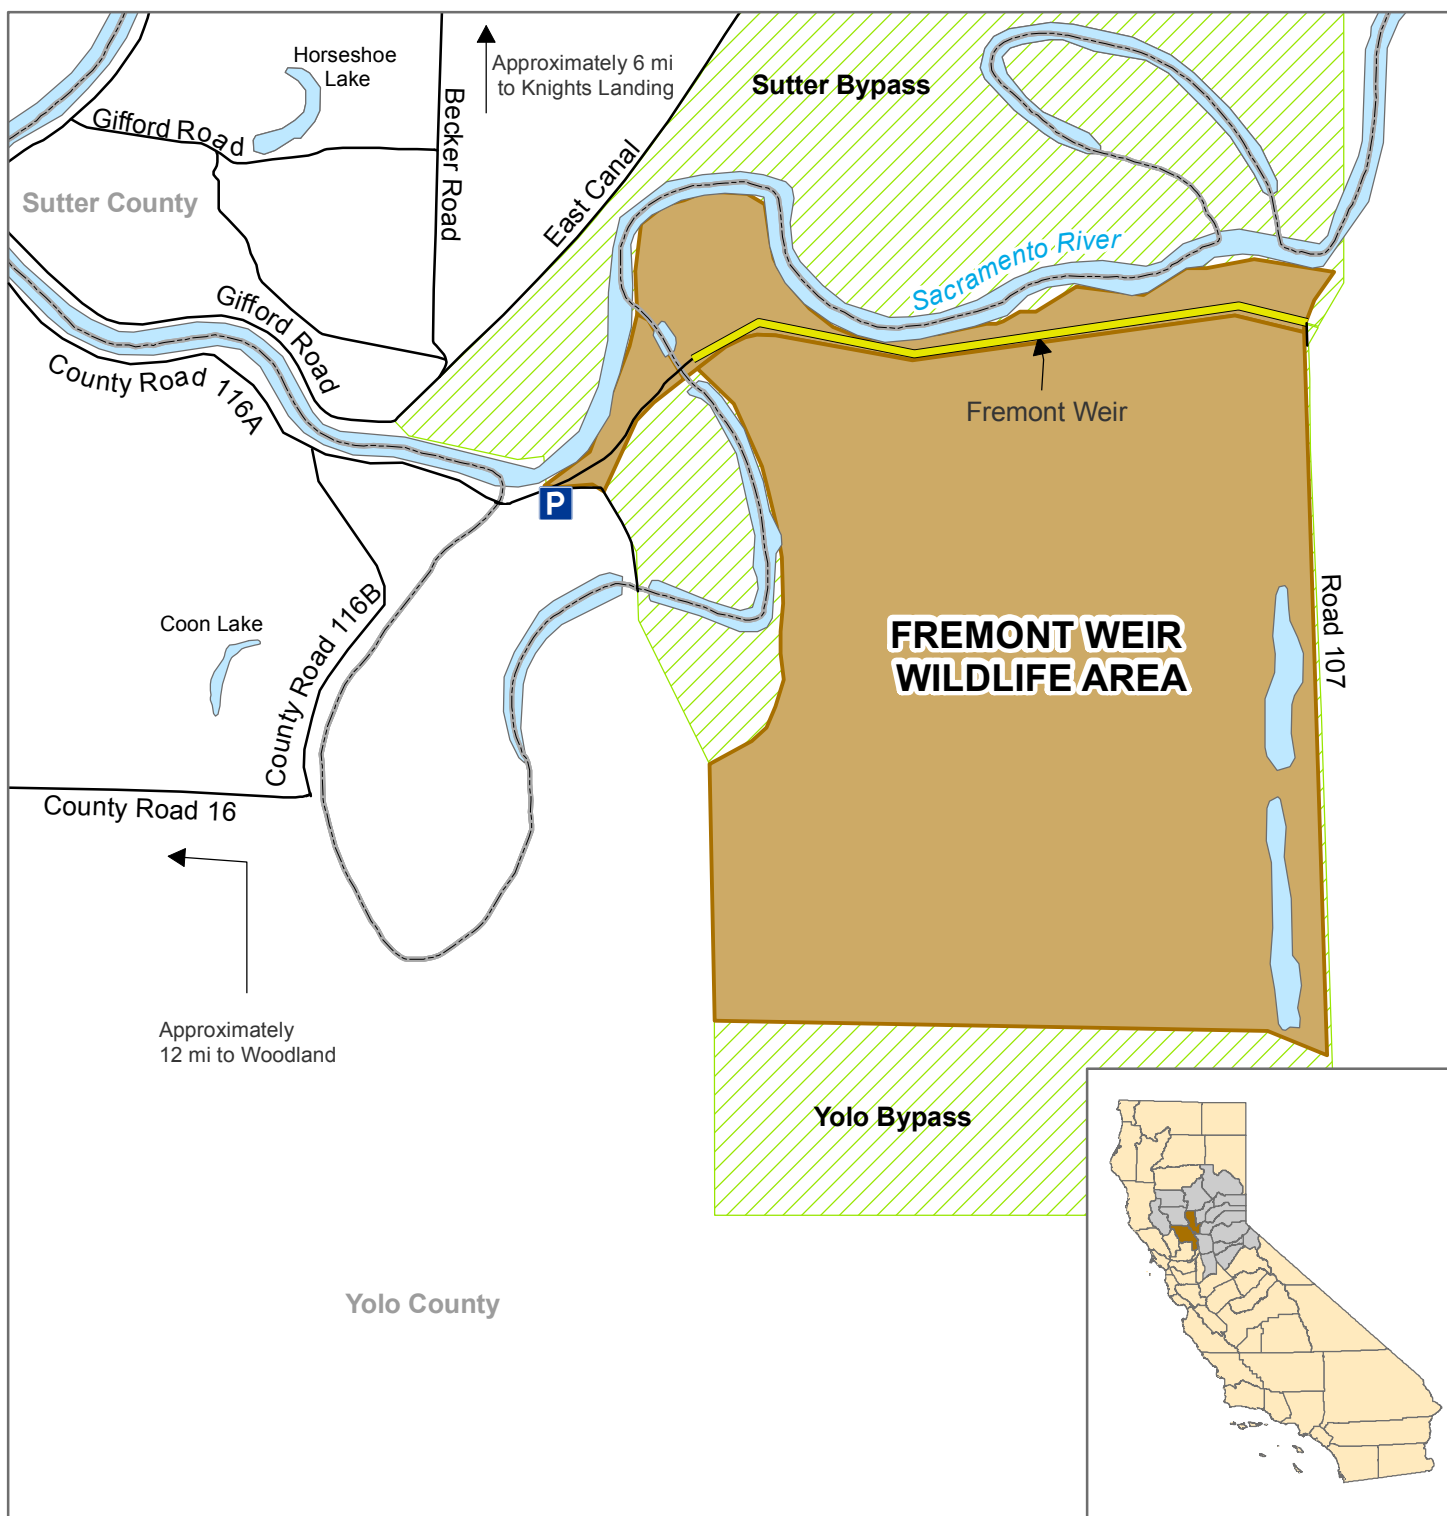 Horseshoe
Lake
Approximately 6 mi
to Knights Landing
Sutter Bypass
Gifford Road
Becker Road
East Canal
Sutter County
Sacramento River
Gifford Road
County Road 116A
Fremont Weir
P
Road 107
Coon Lake
County Road 116B
FREMONT WEIR
WILDLIFE AREA
County Road 16
Approximately
12 mi to Woodland
Yolo Bypass
Yolo County